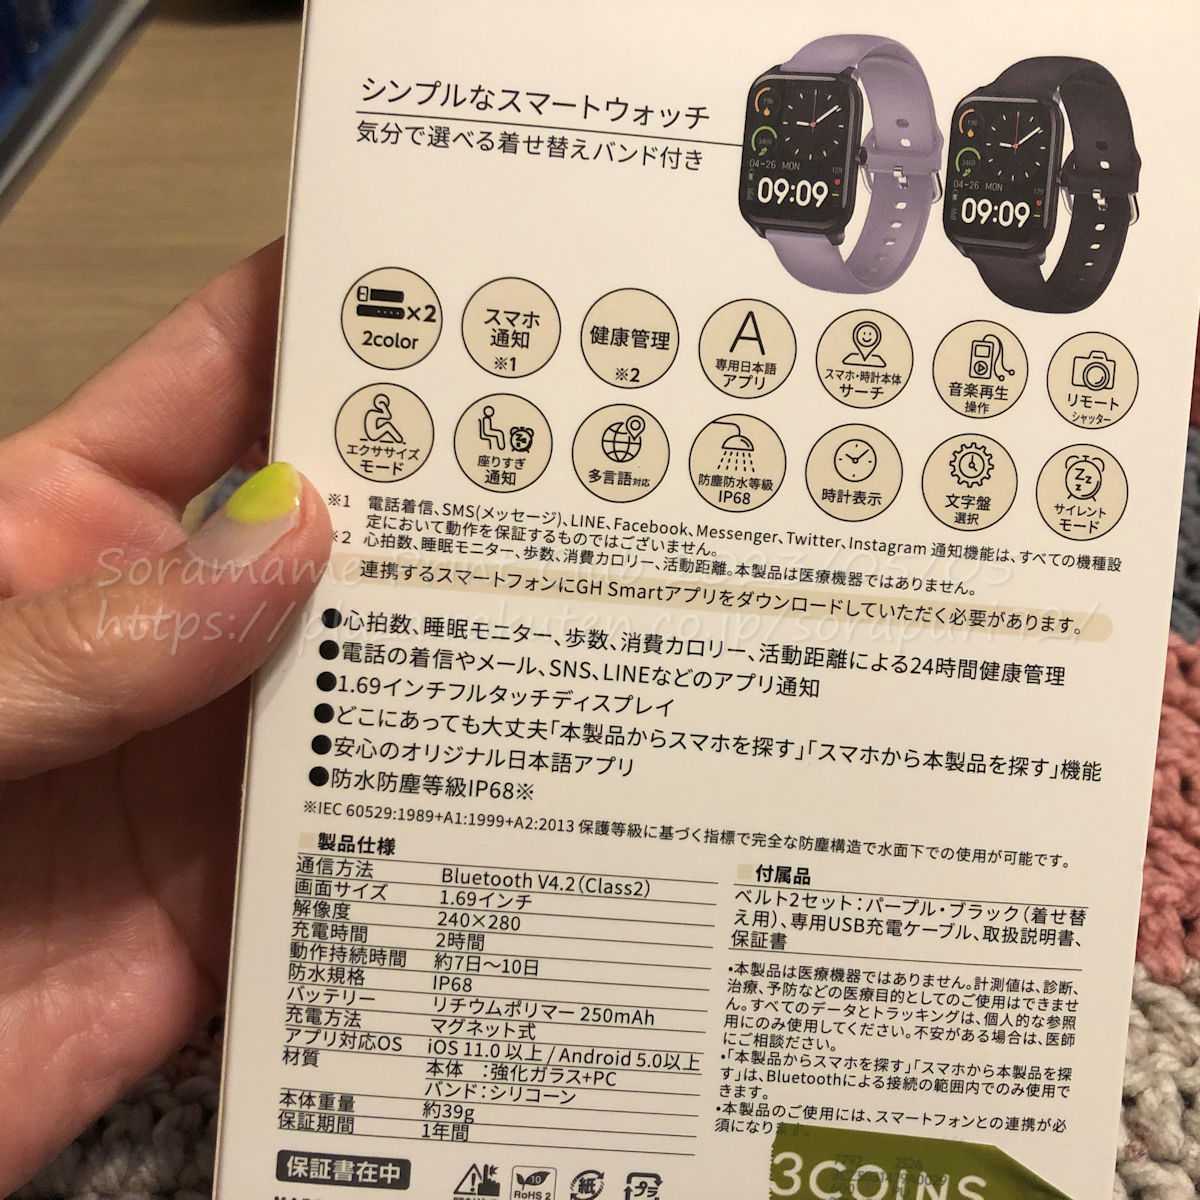 シンプルなスマートウォッチ
気分で選べる着せ替えバンド付き
04-26 MON
09:09
04-26 MON
09:09
×2
2color
スマホ
通知
※1
健康管理
※2
A
専用日本語
アプリ
スマホ・時計本体
サーチ
音楽再生
操作
リモート
シャッター
エクササイズ
モード
座りすぎ
通知
多言語対応
防塵防水等級
IP68
時計表示
文字盤
選択
サイレント
モード
※1 電話着信、SMS(メッセージ)、LINE、Facebook、Messenger、Twitter、Instagram 通知機能は、すべての機種設
定において動作を保証するものではございません。
※2 心拍数、睡眠モニター、歩数、消費カロリー、活動距離。本製品は医療機器ではありません。
連携するスマートフォンにGH Smartアプリをダウンロードしていただく必要があります。
●心拍数、睡眠モニター、歩数、消費カロリー、活動距離による24時間健康管理
●電話の着信やメール、SNS、LINEなどのアプリ通知
●1.69インチフルタッチディスプレイ
●どこにあっても大丈夫「本製品からスマホを探す」「スマホから本製品を探す」機能
●安心のオリジナル日本語アプリ
●防水防塵等級IP68※
※IEC 60529:1989+A1:1999+A2:2013 保護等級に基づく指標で完全な防塵構造で水面下での使用が可能です。
製品仕様
通信方法 Bluetooth V4.2（Class2）
画面サイズ 1.69インチ
解像度 240×280
充電時間 2時間
動作持続時間 約7日～10日
防水規格 IP68
バッテリー リチウムポリマー 250mAh
充電方法 マグネット式
アプリ対応OS iOS 11.0 以上 / Android 5.0以上
材質 本体 ：強化ガラス+PC
バンド：シリコーン
本体重量 約39g
保証期間 1年間
保証書在中
RoHS 2
紙
プラ
付属品
ベルト2セット：パープル・ブラック（着せ替
え用）、専用USB充電ケーブル、取扱説明書、
保証書
・本製品は医療機器ではありません。計測値は、診断、
治療、予防などの医療目的としてのご使用はできませ
ん。すべてのデータとトラッキングは、個人的な参照
用にのみ使用してください。不安がある場合は、医師
にご相談ださい。
・「本製品からスマホを探す」「スマホから本製品を探
す」は、Bluetoothによる接続の範囲内でのみ使用で
きます。
・本製品のご使用には、スマートフォンとの連携が必
須になります
3COINS